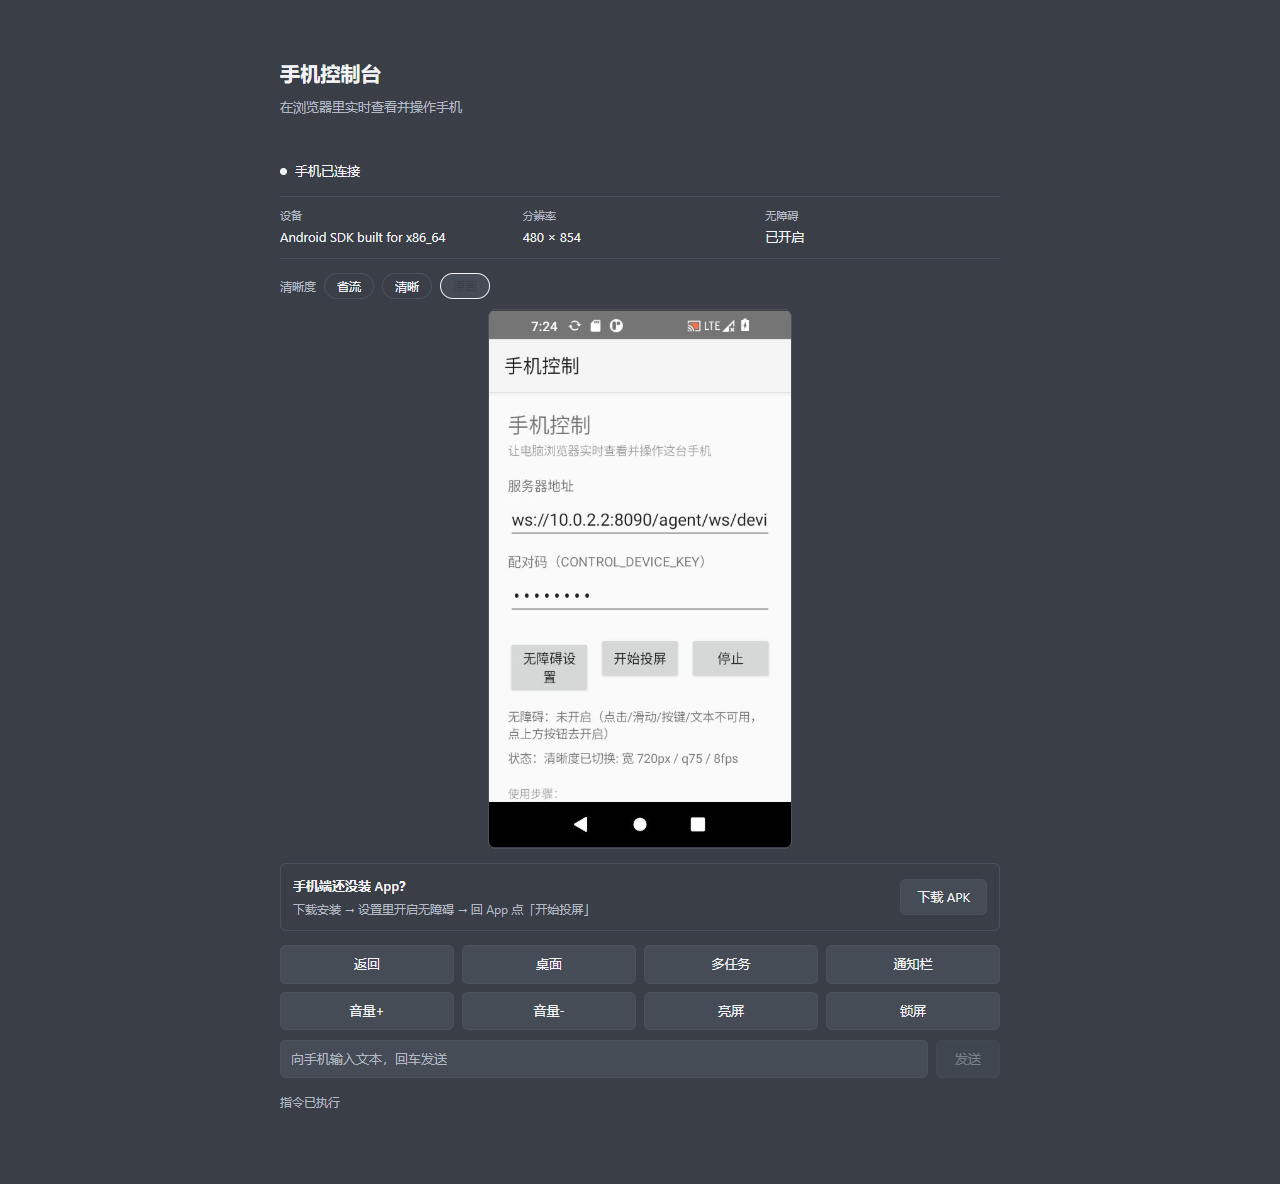 手机控制台
在浏览器里实时查看并操作手机
手机已连接
设备
分辨率
无障碍
Android SDK built for x86_64
480 × 854
已开启
清晰度
省流
清晰
7:24
LTE
手机控制
手机控制
让电脑浏览器实时查看并操作这台手机
服务器地址
ws://10.0.2.2:8090/agent/ws/devi
配对码（CONTROL_DEVICE_KEY）
••••••••
无障碍设
置
开始投屏
停止
无障碍：未开启（点击/滑动/按键/文本不可用，
点上方按钮去开启）
状态：清晰度已切换: 宽 720px / q75 / 8fps
使用步骤：
手机端还没装 App？
下载安装 → 设置里开启无障碍 → 回 App 点「开始投屏」
下载 APK
返回
桌面
多任务
通知栏
音量+
音量-
亮屏
锁屏
向手机输入文本，回车发送
发送
指令已执行